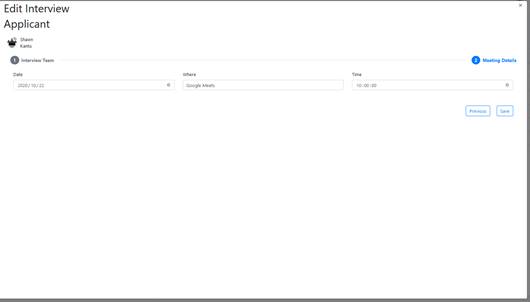 Edit Interview
×
Applicant
Shawn
Kantu
1 Interview Team
2 Meeting Details
Date
Where
Time
2020/10/22
Google Meets
10:00:00
Previous
Save